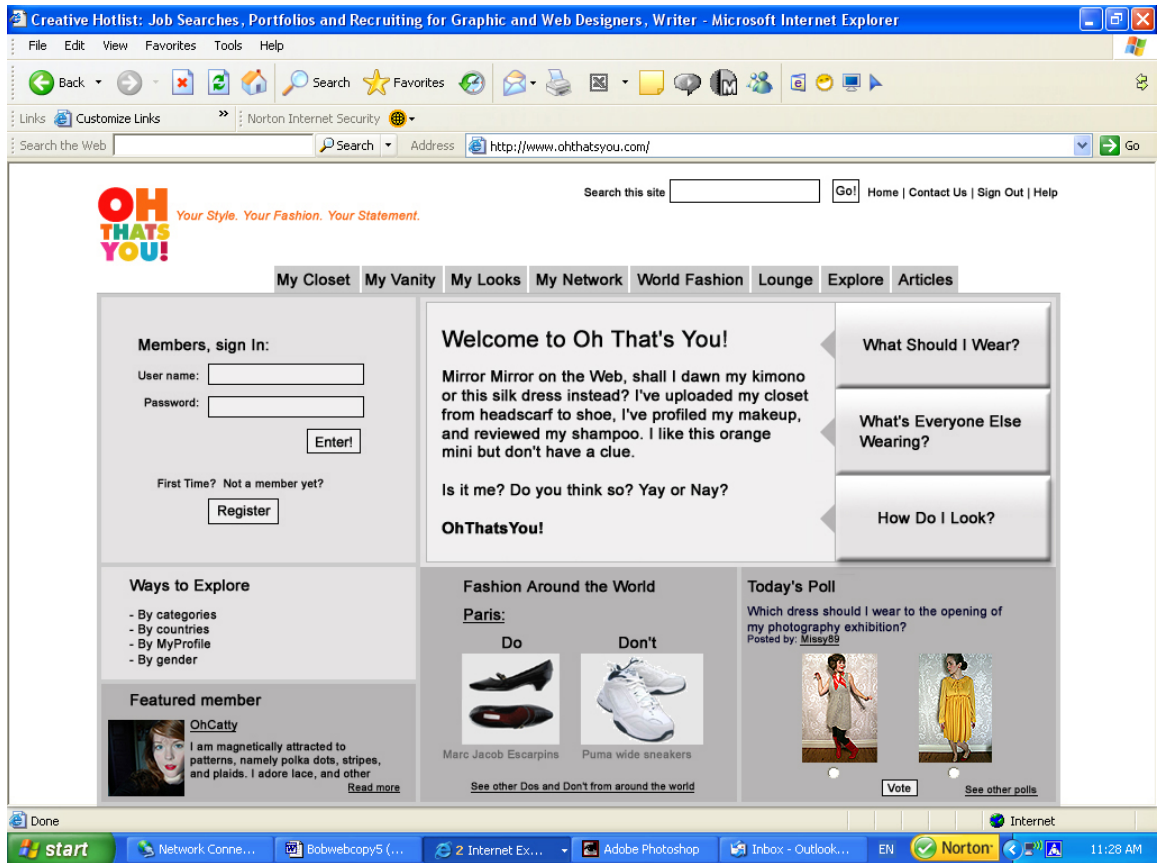 Creative Hotlist: Job Searches, Portfolios and Recruiting for Graphic and Web Designers, Writer - Microsoft Internet Explorer
File Edit View Favorites Tools Help
Back Search Favorites
Links Customize Links » Norton Internet Security
Search the Web Search Address http://www.ohthatsyou.com/ Go
Search this site Go! Home | Contact Us | Sign Out | Help
OH
THATS
YOU!
Your Style. Your Fashion. Your Statement.
My Closet My Vanity My Looks My Network World Fashion Lounge Explore Articles
Members, sign In:
User name:
Password:
Enter!
First Time? Not a member yet?
Register
Welcome to Oh That's You!
Mirror Mirror on the Web, shall I dawn my kimono
or this silk dress instead? I've uploaded my closet
from headscarf to shoe, I've profiled my makeup,
and reviewed my shampoo. I like this orange
mini but don't have a clue.
Is it me? Do you think so? Yay or Nay?
OhThatsYou!
What Should I Wear?
What's Everyone Else
Wearing?
How Do I Look?
Ways to Explore
- By categories
- By countries
- By MyProfile
- By gender
Featured member
OhCatty
I am magnetically attracted to
patterns, namely polka dots, stripes,
and plaids. I adore lace, and other
Read more
Fashion Around the World
Paris:
Do Don't
Marc Jacob Escarpins Puma wide sneakers
See other Dos and Don't from around the world
Today's Poll
Which dress should I wear to the opening of
my photography exhibition?
Posted by: Missy89
Vote
See other polls
Done Internet
start Network Conne... Bobwebcopy5 (... 2 Internet Ex... Adobe Photoshop Inbox - Outlook... EN Norton 11:28 AM